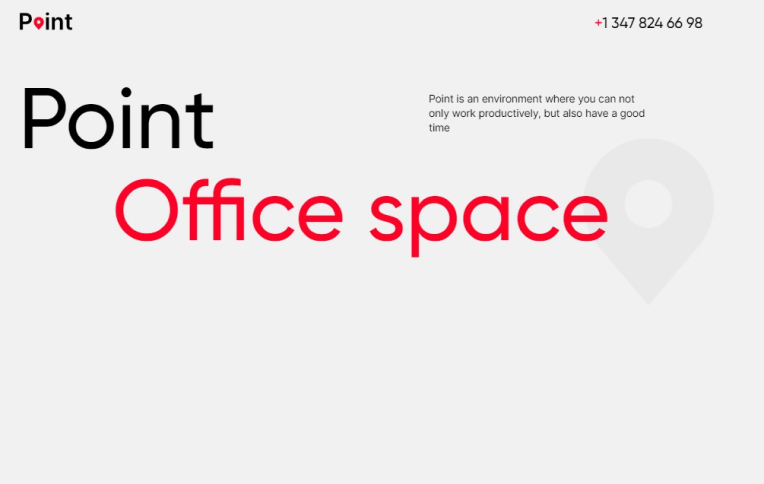 Point
+1 347 824 66 98
Point
Point is an environment where you can not
only work productively, but also have a good
time
Office space